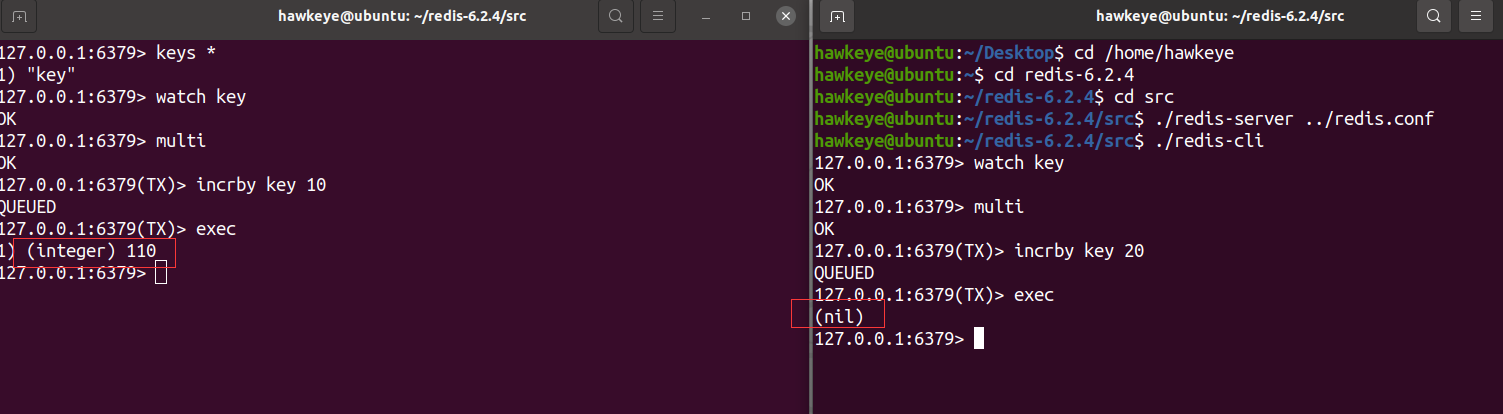 hawkeye@ubuntu: ~/redis-6.2.4/src
127.0.0.1:6379> keys *
1) "key"
127.0.0.1:6379> watch key
OK
127.0.0.1:6379> multi
OK
127.0.0.1:6379(TX)> incrby key 10
QUEUED
127.0.0.1:6379(TX)> exec
1) (integer) 110
127.0.0.1:6379>
hawkeye@ubuntu: ~/redis-6.2.4/src
hawkeye@ubuntu:~/Desktop$ cd /home/hawkeye
hawkeye@ubuntu:~$ cd redis-6.2.4
hawkeye@ubuntu:~/redis-6.2.4$ cd src
hawkeye@ubuntu:~/redis-6.2.4/src$ ./redis-server ../redis.conf
hawkeye@ubuntu:~/redis-6.2.4/src$ ./redis-cli
127.0.0.1:6379> watch key
OK
127.0.0.1:6379> multi
OK
127.0.0.1:6379(TX)> incrby key 20
QUEUED
127.0.0.1:6379(TX)> exec
(nil)
127.0.0.1:6379>